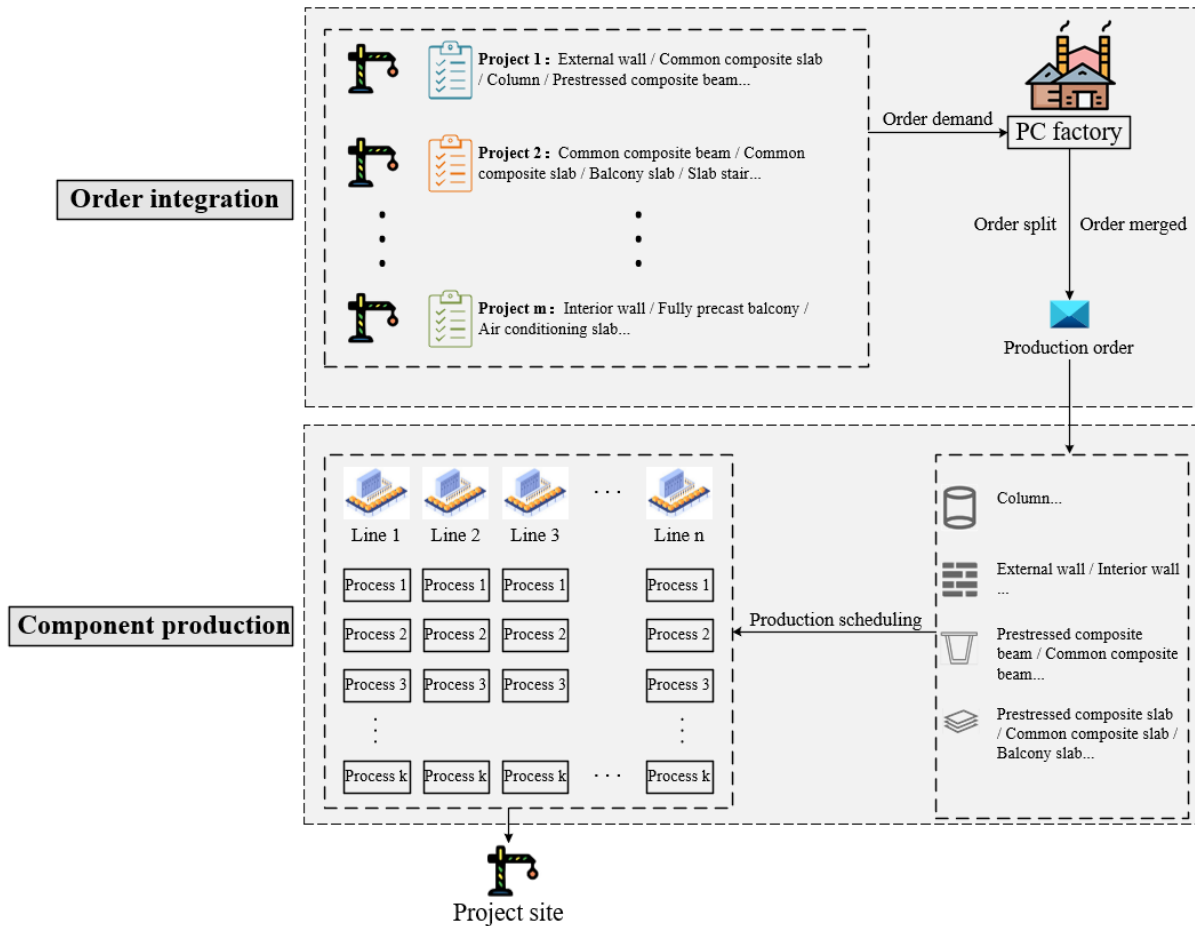 Order integration
Project 1：External wall / Common composite slab
/ Column / Prestressed composite beam...
Project 2：Common composite beam / Common
composite slab / Balcony slab / Slab stair...
Project m：Interior wall / Fully precast balcony /
Air conditioning slab...
Order demand
PC factory
Order split
Order merged
Production order
Component production
Line 1
Line 2
Line 3
...
Line n
Process 1
Process 1
Process 1
Process 1
Process 2
Process 2
Process 2
Process 2
Process 3
Process 3
Process 3
Process 3
Process k
Process k
Process k
...
Process k
Production scheduling
Column...
External wall / Interior wall
...
Prestressed composite
beam / Common composite
beam...
Prestressed composite slab
/ Common composite slab /
Balcony slab...
Project site